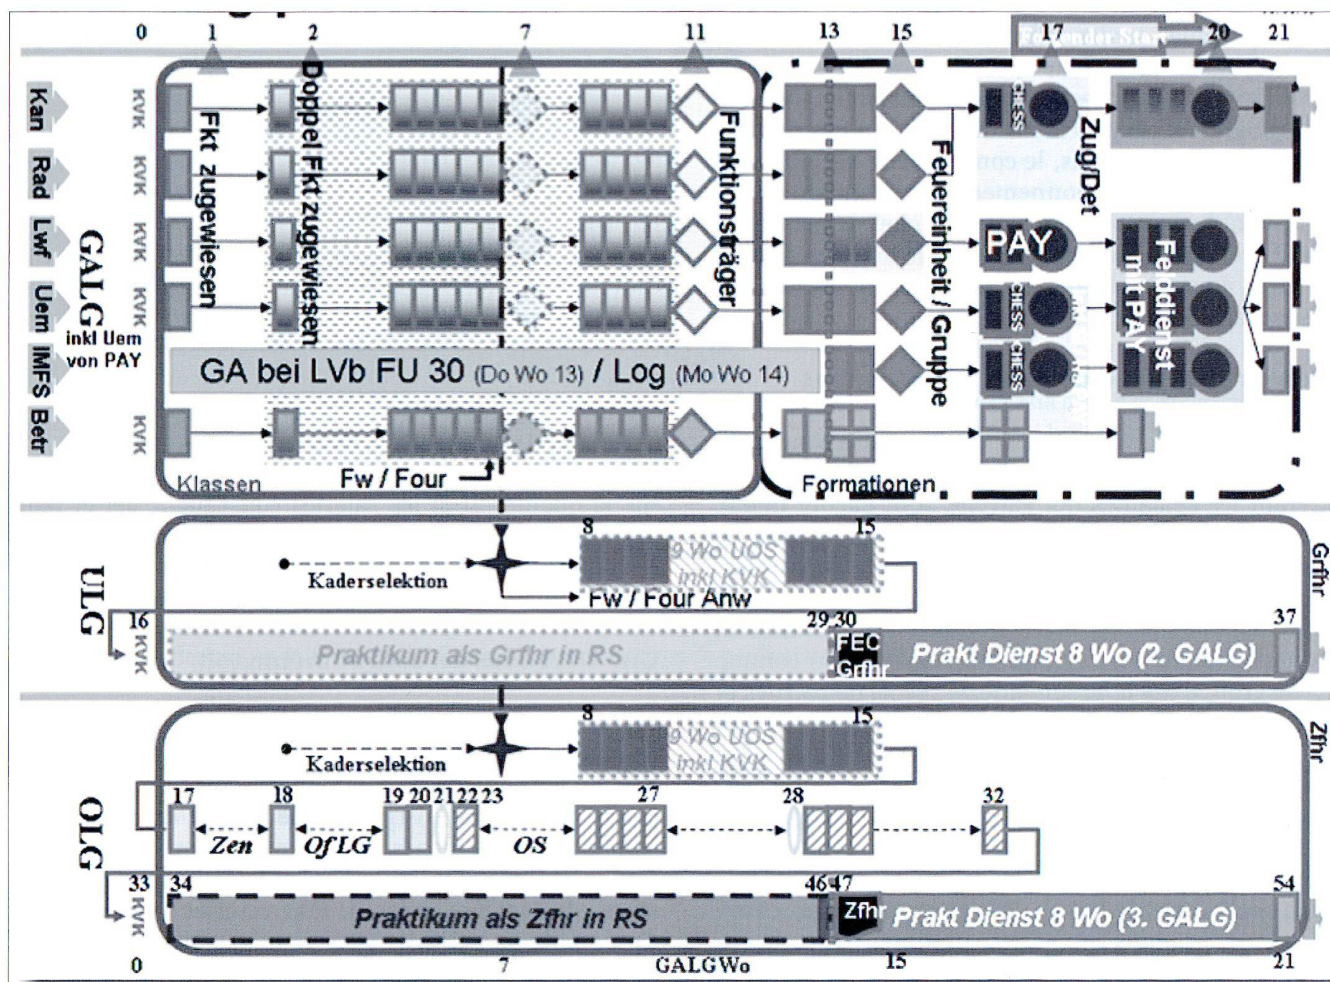 0 1 2 7 11 13 15 17 20 21
Kan
Rad
Lwf
Uem
IMFS
Betr
GALG
inkl Uem
von PAY
KVK
KVK
KVK
KVK
KVK
KVK
Fkt zugewiesen
Doppel Fkt zugewiesen
Funktionsträger
Feuereinheit / Gruppe
Zug/Det
CHESS
PAY
CHESS
CHESS
Feddienst
mit PAY
GA bei LVb FU 30 (Do Wo 13) / Log (Mo Wo 14)
Klassen
Fw / Four
Formationen
ULG
8 15
Kaderselektion
9 Wo UOS
inkl KVK
Fw / Four Anw
Grfhr
16 29 30 37
KVK
Praktikum als Grfhr in RS
FEC
Grfhr
Prakt Dienst 8 Wo (2. GALG)
OLG
8 15
Kaderselektion
9 Wo UOS
inkl KVK
Zfhr
17 18 19 20 21 22 23 27 28 32
Zen
Of LG
OS
33 34 46 47 54
KVK
Praktikum als Zfhr in RS
Zfhr
Prakt Dienst 8 Wo (3. GALG)
0 7 GALG Wo 15 21